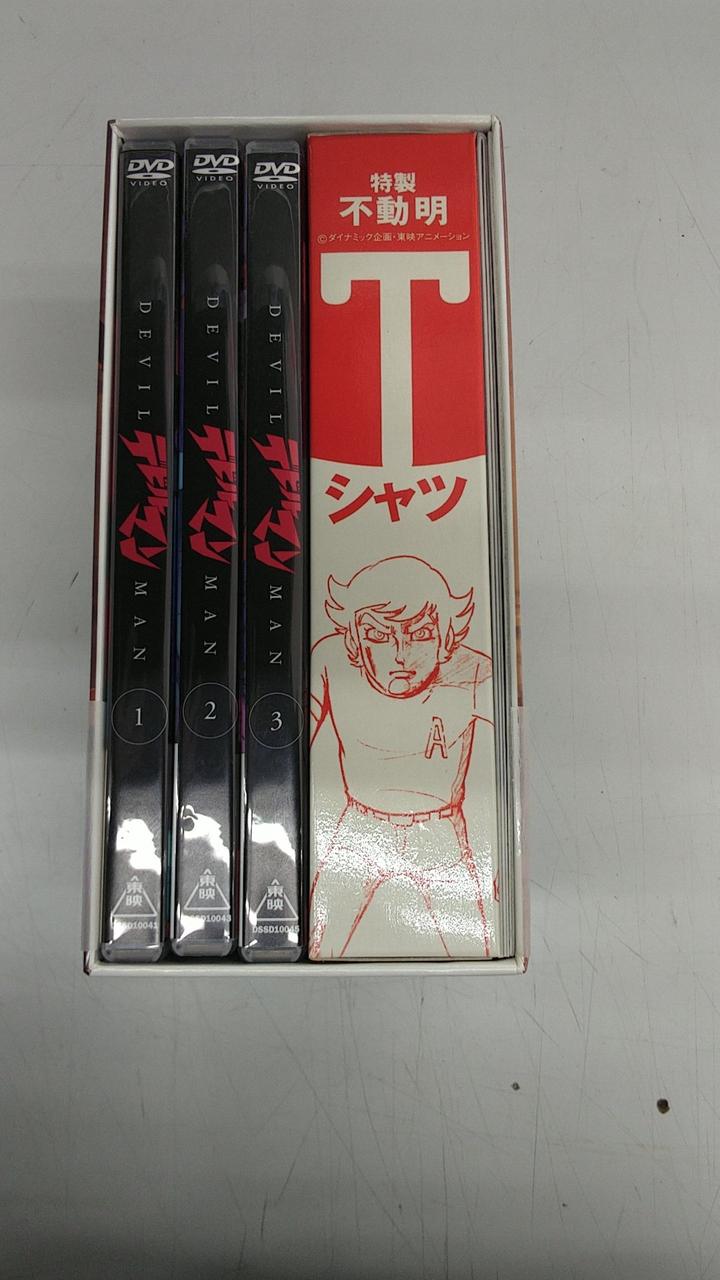 DVD
VIDEO
DEVIL
デビルマン
MAN
1
東映
DSSD10041
DVD
VIDEO
DEVIL
デビルマン
MAN
2
東映
DSSD10043
DVD
VIDEO
DEVIL
デビルマン
MAN
3
東映
DSSD10045
特製
不動明
©ダイナミック企画・東映アニメーション
T
シャツ
A